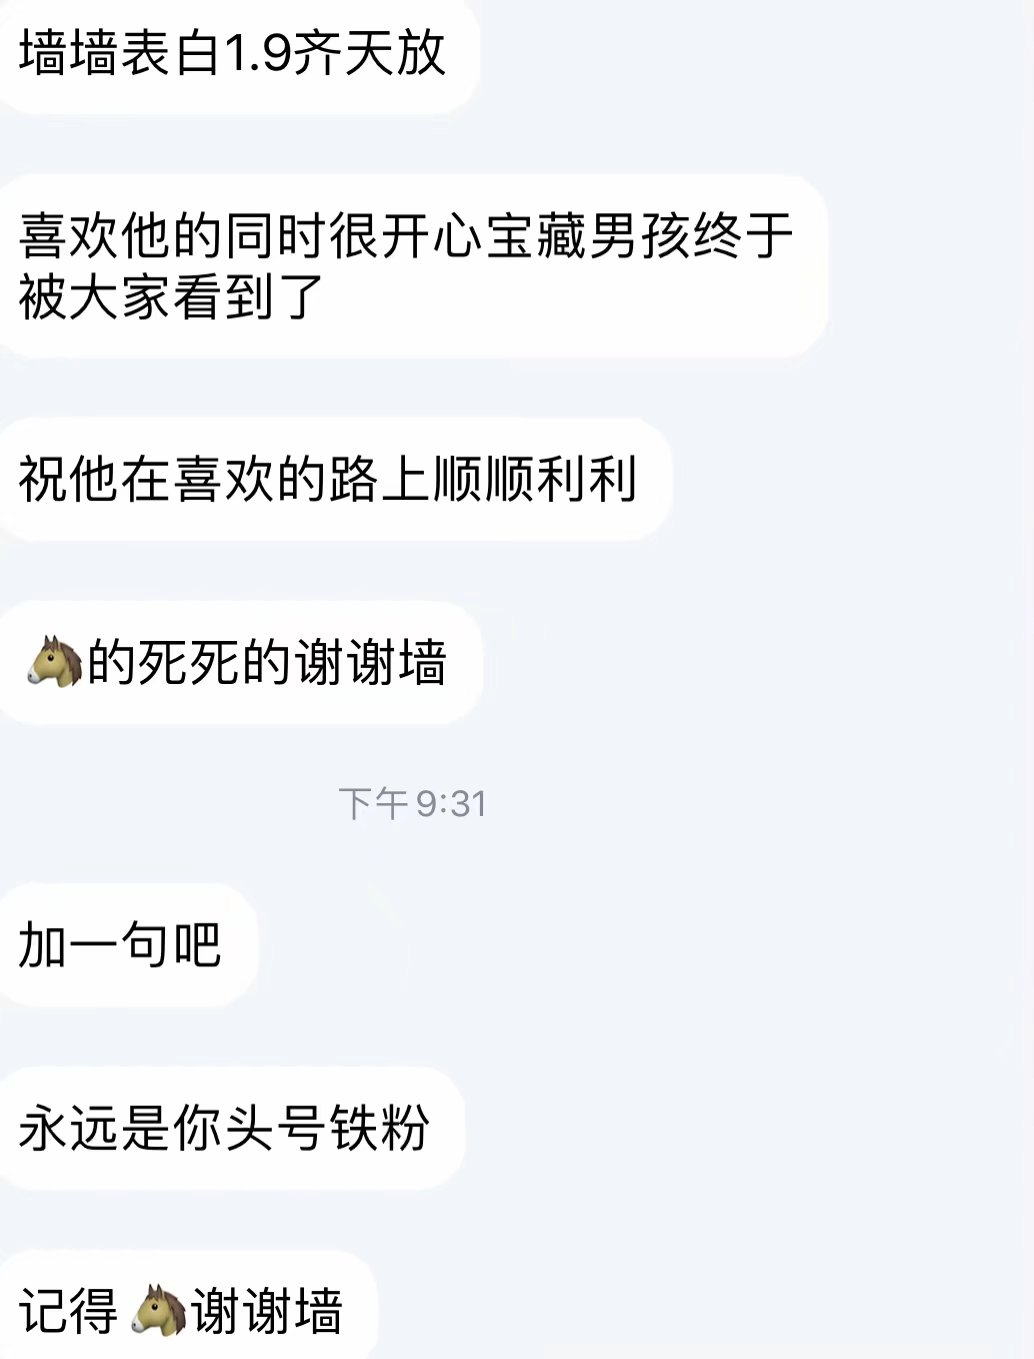 墙墙表白1.9齐天放
喜欢他的同时很开心宝藏男孩终于
被大家看到了
祝他在喜欢的路上顺顺利利
🐴的死死的谢谢墙
下午 9:31
加一句吧
永远是你头号铁粉
记得🐴谢谢墙